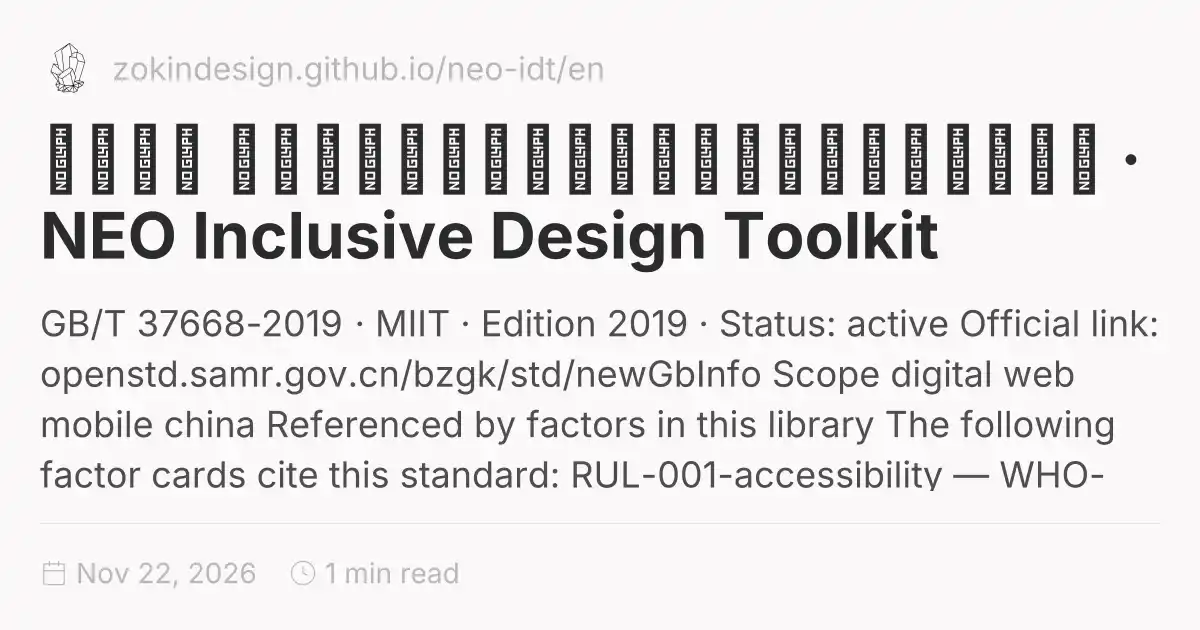 zokindesign.github.io/neo-idt/en
·
NEO Inclusive Design Toolkit
GB/T 37668-2019 · MIIT · Edition 2019 · Status: active Official link:
openstd.samr.gov.cn/bzgk/std/newGbInfo Scope digital web
mobile china Referenced by factors in this library The following
factor cards cite this standard: RUL-001-accessibility — WHO-
Nov 22, 2026 1 min read